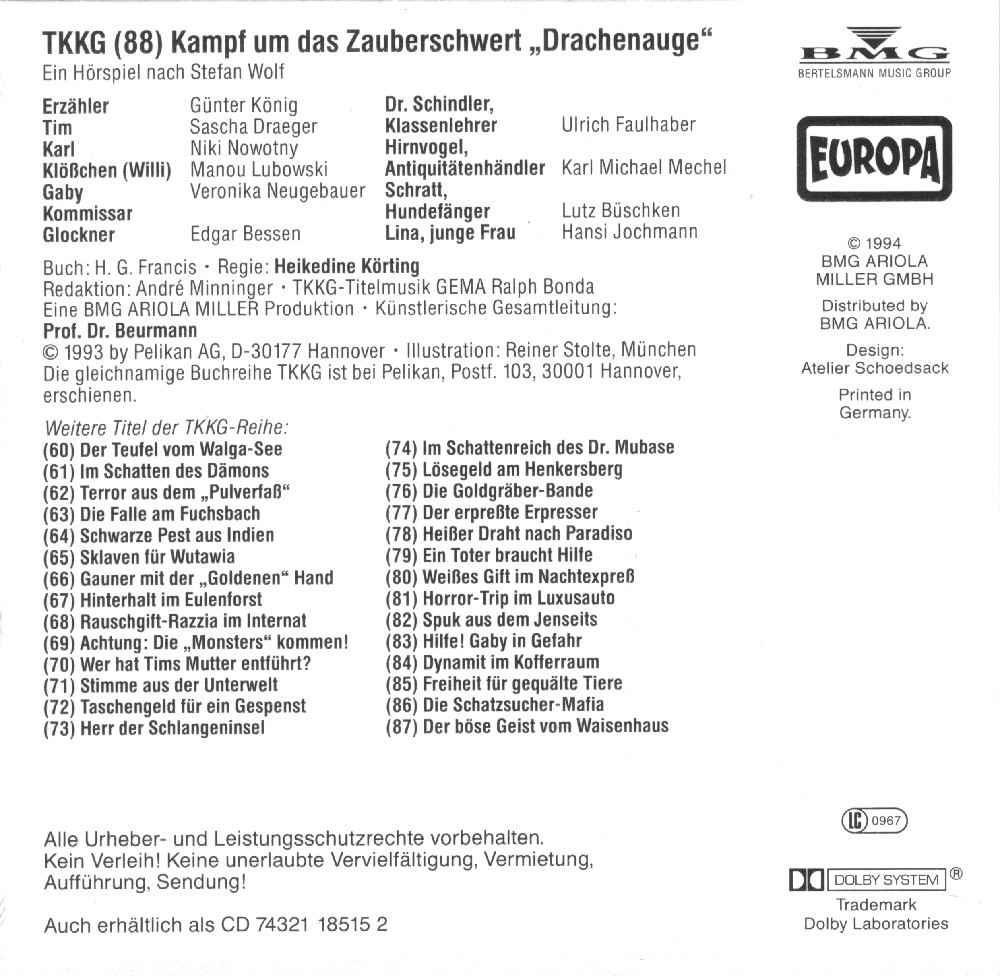 TKKG (88) Kampf um das Zauberschwert „Drachenauge“
Ein Hörspiel nach Stefan Wolf
Erzähler Günter König
Tim Sascha Draeger
Karl Niki Nowotny
Klößchen (Willi) Manou Lubowski
Gaby Veronika Neugebauer
Kommissar
Glockner Edgar Bessen
Dr. Schindler,
Klassenlehrer Ulrich Faulhaber
Hirnvogel,
Antiquitätenhändler Karl Michael Mechel
Schratt,
Hundefänger Lutz Büschken
Lina, junge Frau Hansi Jochmann
Buch: H. G. Francis · Regie: Heikedine Körting
Redaktion: André Minninger · TKKG-Titelmusik GEMA Ralph Bonda
Eine BMG ARIOLA MILLER Produktion · Künstlerische Gesamtleitung:
Prof. Dr. Beurmann
© 1993 by Pelikan AG, D-30177 Hannover · Illustration: Reiner Stolte, München
Die gleichnamige Buchreihe TKKG ist bei Pelikan, Postf. 103, 30001 Hannover,
erschienen.
Weitere Titel der TKKG-Reihe:
(60) Der Teufel vom Walga-See
(61) Im Schatten des Dämons
(62) Terror aus dem „Pulverfaß“
(63) Die Falle am Fuchsbach
(64) Schwarze Pest aus Indien
(65) Sklaven für Wutawia
(66) Gauner mit der „Goldenen“ Hand
(67) Hinterhalt im Eulenforst
(68) Rauschgift-Razzia im Internat
(69) Achtung: Die „Monsters“ kommen!
(70) Wer hat Tims Mutter entführt?
(71) Stimme aus der Unterwelt
(72) Taschengeld für ein Gespenst
(73) Herr der Schlangeninsel
(74) Im Schattenreich des Dr. Mubase
(75) Lösegeld am Henkersberg
(76) Die Goldgräber-Bande
(77) Der erpreßte Erpresser
(78) Heißer Draht nach Paradiso
(79) Ein Toter braucht Hilfe
(80) Weißes Gift im Nachtexpreß
(81) Horror-Trip im Luxusauto
(82) Spuk aus dem Jenseits
(83) Hilfe! Gaby in Gefahr
(84) Dynamit im Kofferraum
(85) Freiheit für gequälte Tiere
(86) Die Schatzsucher-Mafia
(87) Der böse Geist vom Waisenhaus
Alle Urheber- und Leistungsschutzrechte vorbehalten.
Kein Verleih! Keine unerlaubte Vervielfältigung, Vermietung,
Aufführung, Sendung!
Auch erhältlich als CD 74321 18515 2
BMG
BERTELSMANN MUSIC GROUP
EUROPA
© 1994
BMG ARIOLA
MILLER GMBH
Distributed by
BMG ARIOLA.
Design:
Atelier Schoedsack
Printed in
Germany.
LC 0967
DOLBY SYSTEM ®
Trademark
Dolby Laboratories